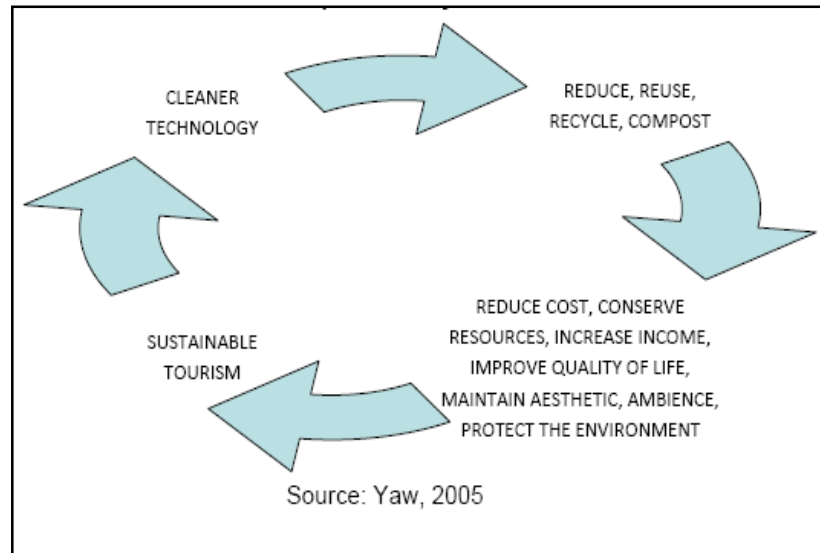 CLEANER
TECHNOLOGY
REDUCE, REUSE,
RECYCLE, COMPOST
REDUCE COST, CONSERVE
RESOURCES, INCREASE INCOME,
IMPROVE QUALITY OF LIFE,
MAINTAIN AESTHETIC, AMBIENCE,
PROTECT THE ENVIRONMENT
SUSTAINABLE
TOURISM
Source: Yaw, 2005